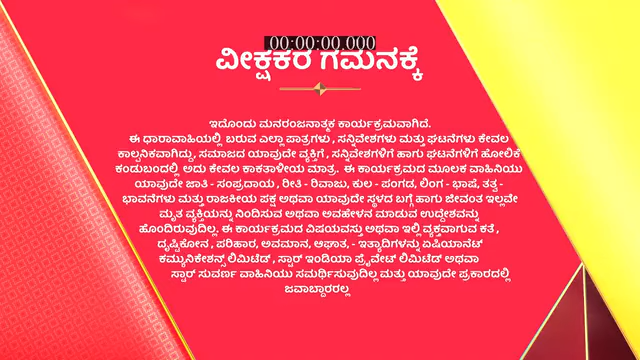 00:00:00.000
ವೀಕ್ಷಕರ ಗಮನಕ್ಕೆ
ಇದೊಂದು ಮನರಂಜನಾತ್ಮಕ ಕಾರ್ಯಕ್ರಮವಾಗಿದೆ.
ಈ ಧಾರಾವಾಹಿಯಲ್ಲಿ ಬರುವ ಎಲ್ಲಾ ಪಾತ್ರಗಳು , ಸನ್ನಿವೇಶಗಳು ಮತ್ತು ಘಟನೆಗಳು ಕೇವಲ
ಕಾಲ್ಪನಿಕವಾಗಿದ್ದು, ಸಮಾಜದ ಯಾವುದೇ ವ್ಯಕ್ತಿಗೆ , ಸನ್ನಿವೇಶಗಳಿಗೆ ಹಾಗು ಘಟನೆಗಳಿಗೆ ಹೋಲಿಕೆ
ಕಂಡುಬಂದಲ್ಲಿ ಅದು ಕೇವಲ ಕಾಕತಾಳೀಯ ಮಾತ್ರ. ಈ ಕಾರ್ಯಕ್ರಮದ ಮೂಲಕ ವಾಹಿನಿಯು
ಯಾವುದೇ ಜಾತಿ - ಸಂಪ್ರದಾಯ , ರೀತಿ - ರಿವಾಜು, ಕುಲ - ಪಂಗಡ, ಲಿಂಗ - ಭಾಷೆ, ತತ್ವ -
ಭಾವನೆಗಳು ಮತ್ತು ರಾಜಕೀಯ ಪಕ್ಷ ಅಥವಾ ಯಾವುದೇ ಸ್ಥಳದ ಬಗ್ಗೆ ಹಾಗು ಜೀವಂತ ಇಲ್ಲವೇ
ಮೃತ ವ್ಯಕ್ತಿಯನ್ನು ನಿಂದಿಸುವ ಅಥವಾ ಅವಹೇಳನ ಮಾಡುವ ಉದ್ದೇಶವನ್ನು
ಹೊಂದಿರುವುದಿಲ್ಲ. ಈ ಕಾರ್ಯಕ್ರಮದ ವಿಷಯವಸ್ತು ಅಥವಾ ಇಲ್ಲಿ ವ್ಯಕ್ತವಾಗುವ ಕತೆ ,
ದೃಷ್ಟಿಕೋನ , ಪರಿಹಾರ, ಅವಮಾನ, ಆಘಾತ, - ಇತ್ಯಾದಿಗಳನ್ನು ಏಷಿಯಾನೆಟ್
ಕಮ್ಯುನಿಕೇಶನ್ಸ್ ಲಿಮಿಟೆಡ್ , ಸ್ಟಾರ್ ಇಂಡಿಯಾ ಪ್ರೈವೇಟ್ ಲಿಮಿಟೆಡ್ ಅಥವಾ
ಸ್ಟಾರ್ ಸುವರ್ಣ ವಾಹಿನಿಯು ಸಮರ್ಥಿಸುವುದಿಲ್ಲ ಮತ್ತು ಯಾವುದೇ ಪ್ರಕಾರದಲ್ಲಿ
ಜವಾಬ್ದಾರರಲ್ಲ